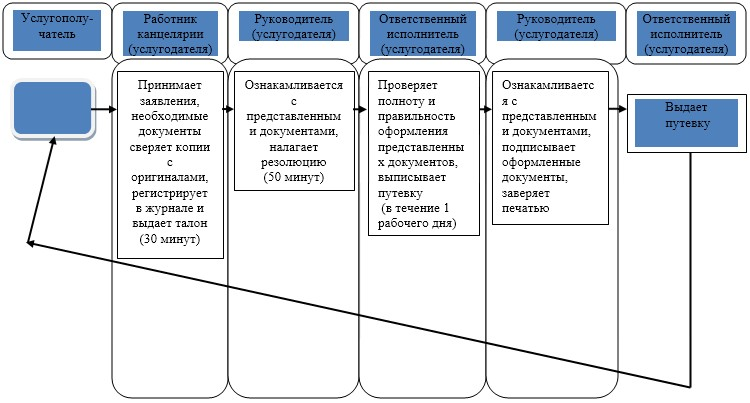 Услугополу-
чатель
Работник
канцелярии
(услугодателя)
Руководитель
(услугодателя)
Ответственный
исполнитель
(услугодателя)
Руководитель
(услугодателя)
Ответственный
исполнитель
(услугодателя)
Принимает
заявления,
необходимые
документы
сверяет копии
с
оригиналами,
регистрирует
в журнале и
выдает талон
(30 минут)
Ознакамливается
с
представленным
и документами,
налагает
резолюцию
(50 минут)
Проверяет
полноту и
правильность
оформления
представленны
х документов,
выписывает
путевку
(в течение 1
рабочего дня)
Ознакамливаетс
я с
представленным
и документами,
подписывает
оформленные
документы,
заверяет
печатью
Выдает
путевку